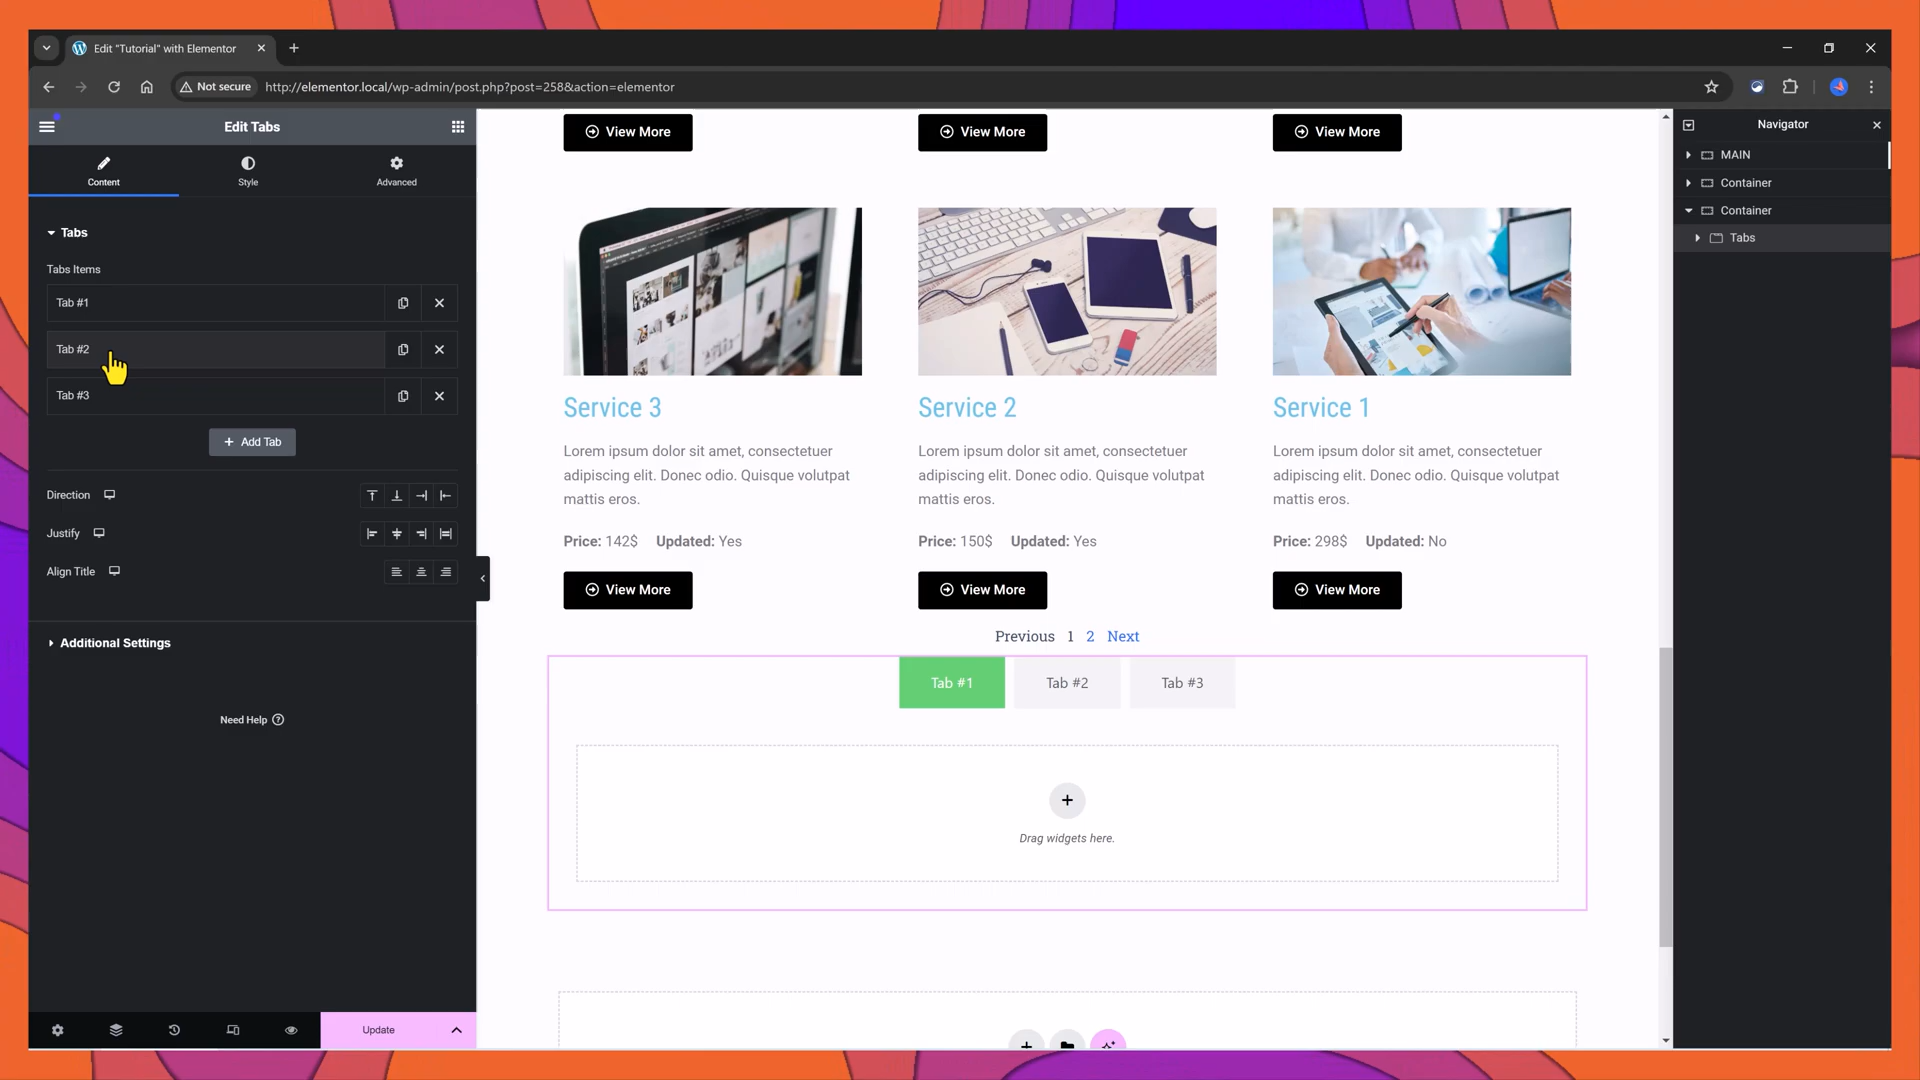 Edit "Tutorial" with Elementor
Not secure
http://elementor.local/wp-admin/post.php?post=258&action=elementor
Edit Tabs
Content
Style
Advanced
Tabs
Tabs Items
Tab #1
Tab #2
Tab #3
+ Add Tab
Direction
Justify
Align Title
Additional Settings
Need Help
Update
View More
View More
View More
Service 3
Lorem ipsum dolor sit amet, consectetuer
adipiscing elit. Donec odio. Quisque volutpat
mattis eros.
Price: 142$ Updated: Yes
View More
Service 2
Lorem ipsum dolor sit amet, consectetuer
adipiscing elit. Donec odio. Quisque volutpat
mattis eros.
Price: 150$ Updated: Yes
View More
Service 1
Lorem ipsum dolor sit amet, consectetuer
adipiscing elit. Donec odio. Quisque volutpat
mattis eros.
Price: 298$ Updated: No
View More
Previous 1 2 Next
Tab #1 Tab #2 Tab #3
Drag widgets here.
Navigator
MAIN
Container
Container
Tabs